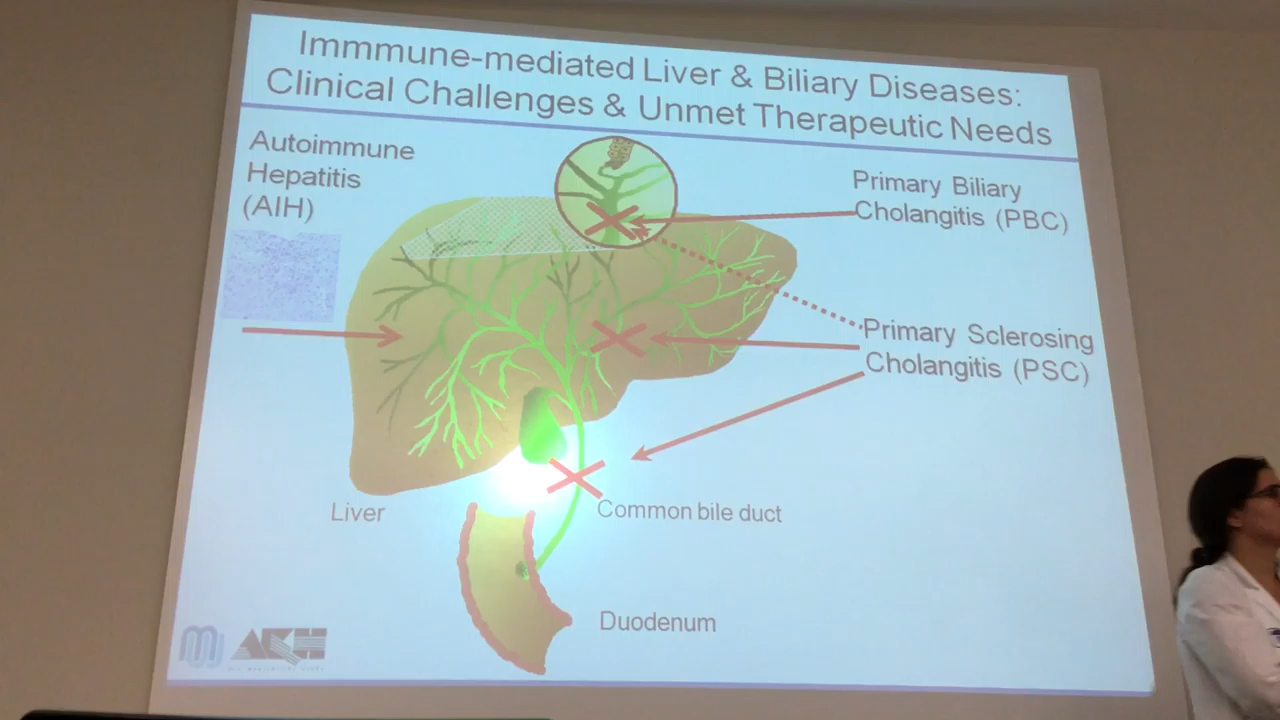 Immmune-mediated Liver & Biliary Diseases:
Clinical Challenges & Unmet Therapeutic Needs
Autoimmune
Hepatitis
(AIH)
Primary Biliary
Cholangitis (PBC)
Primary Sclerosing
Cholangitis (PSC)
Liver
Common bile duct
Duodenum
AKH